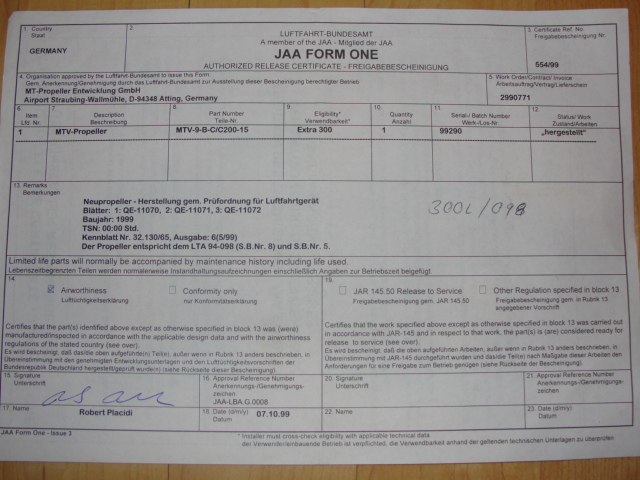 1. Country
Staat
GERMANY
2.
LUFTFAHRT-BUNDESAMT
A member of the JAA - Mitglied der JAA
JAA FORM ONE
AUTHORIZED RELEASE CERTIFICATE - FREIGABEBESCHEINIGUNG
3. Certificate Ref. No
Freigabebescheinigung Nr
554/99
4. Organisation approved by the Luftfahrt-Bundesamt to issue this Form:
Gem. Anerkennung/Genehmigung durch das Luftfahrt-Bundesamt zur Ausstellung dieser Bescheinigung berechtigter Betrieb:
MT-Propeller Entwicklung GmbH
Airport Straubing-Wallmühle, D-94348 Atting, Germany
5. Work Order/Contract/ Invoice
Arbeitsauftrag/Vertrag/Lieferschein
2990771
6. Item Lfd. Nr.
7. Description Beschreibung
8. Part Number Teile-Nr.
9. Eligibility* Verwendbarkeit*
10. Quantity Anzahl
11. Serial-/ Batch Number Werk-/Los-Nr.
12. Status/ Work Zustand/Arbeiten
1 MTV-Propeller MTV-9-B-C/C200-15 Extra 300 1 99290 „hergestellt"
13. Remarks
Bemerkungen
Neupropeller - Herstellung gem. Prüfordnung für Luftfahrtgerät
Blätter: 1: QE-11070, 2: QE-11071, 3: QE-11072
Baujahr: 1999
TSN: 00:00 Std.
Kennblatt Nr. 32.130/65, Ausgabe: 6(5/99)
Der Propeller entspricht dem LTA 94-098 (S.B.Nr. 8) und S.B.Nr. 5.
300L/098
Limited life parts will normally be accompanied by maintenance history including life used.
Lebenszeitbegrenzten Teilen werden normalerweise Instandhaltungsaufzeichnungen einschließlich Angaben zur Betriebszeit beigefügt.
14.
Airworthiness
Luftüchtigkeitserklärung
Conformity only
nur Konformitätserklärung
Certifies that the part(s) identified above except as otherwise specified in block 13 was (were)
manufactured/inspected in accordance with the applicable design data and with the airworthiness
regulations of the stated country (see over).
Es wird bescheinigt, daß das/die oben aufgeführte(n) Teil(e), außer wenn in Rubrik 13 anders beschrieben, in
Übereinstimmung mit den genehmigten Entwicklungsunterlagen und den Lufttüchtigkeitsvorschriften der
Bundesrepublik Deutschland hergestellt/geprüft wurde(n) (siehe Rückseite dieser Bescheinigung).
19.
JAR 145.50 Release to Service
Freigabebescheinigung gem. JAR 145.50
Other Regulation specified in block 13
Freigabebescheinigung gem. in Rubrik 13
angegebener Vorschrift
Certifies that the work specified above except as otherwise specified in block 13 was carried out
in accordance with JAR-145 and in respect to that work, the part(s) is (are) considered ready for
release to service (see over).
Es wird bescheinigt, daß die oben aufgeführten Arbeiten, außer wenn in Rubrik 13 anders beschrieben, in
Übereinstimmung mit JAR-145 durchgeführt wurden und das/die Teil(e) nach Maßgabe dieser Arbeiten den
Anforderungen für eine Freigabe zum Betrieb genügen (siehe Rückseite der Bescheinigung).
15. Signature
Unterschrift
16. Approval Reference Number
Anerkennungs-/Genehmigungs-
zeichen
JAA-LBA.G.0008
20. Signature
Unterschrift
21. Approval Reference Number
Anerkennungs-/Genehmigungs-
zeichen
17. Name
Robert Placidi
18. Date (d/m/y)
Datum
07.10.99
22. Name
23. Date (d/m/y)
Datum
JAA Form One - Issue 3
* Installer must cross-check eligibility with applicable technical data
der Verwender/einbauende Betrieb ist verpflichtet, die Verwendbarkeit anhand der geltenden technischen Unterlagen zu überprüfen